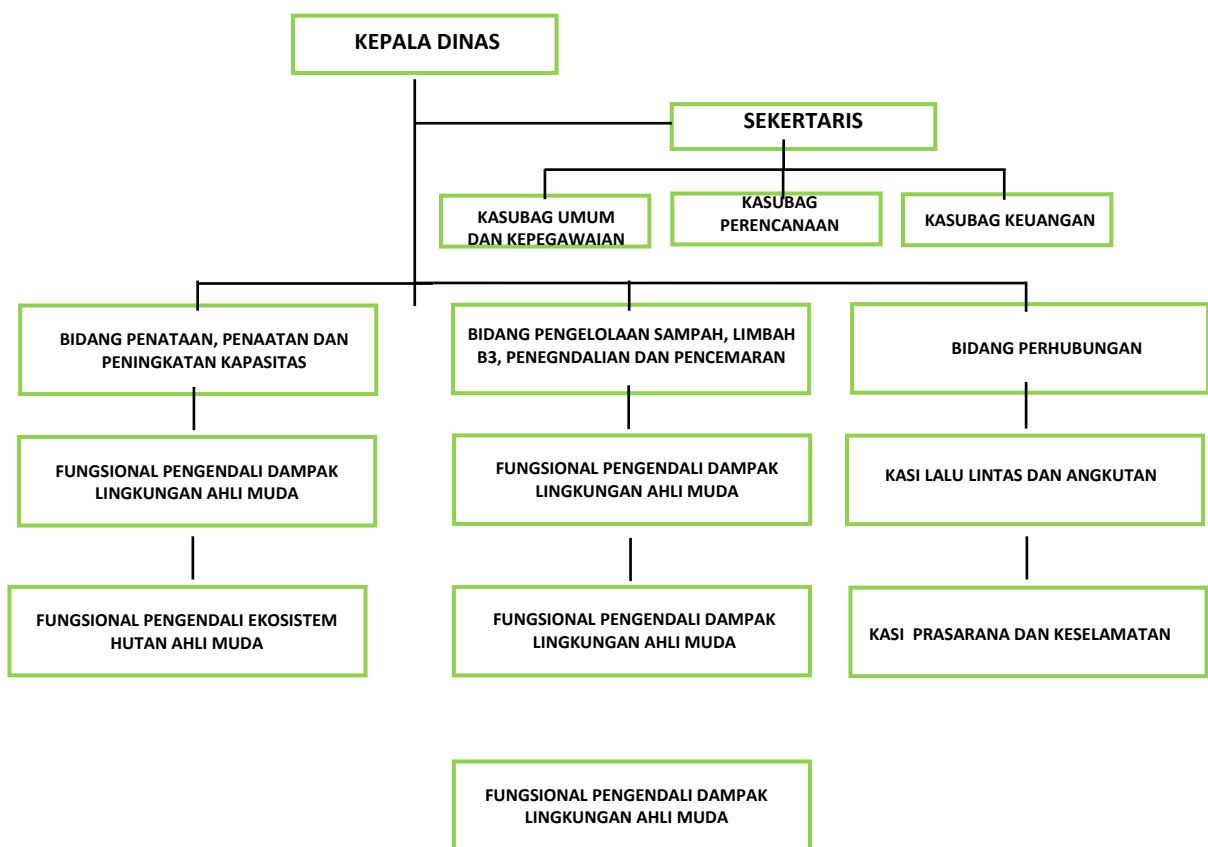 KEPALA DINAS
SEKERTARIS
KASUBAG UMUM
DAN KEPEGAWAIAN
KASUBAG
PERENCANAAN
KASUBAG KEUANGAN
BIDANG PENATAAN, PENAATAN DAN
PENINGKATAN KAPASITAS
BIDANG PENGELOLAAN SAMPAH, LIMBAH
B3, PENEGNDALIAN DAN PENCEMARAN
BIDANG PERHUBUNGAN
FUNGSIONAL PENGENDALI DAMPAK
LINGKUNGAN AHLI MUDA
FUNGSIONAL PENGENDALI DAMPAK
LINGKUNGAN AHLI MUDA
KASI LALU LINTAS DAN ANGKUTAN
FUNGSIONAL PENGENDALI EKOSISTEM
HUTAN AHLI MUDA
FUNGSIONAL PENGENDALI DAMPAK
LINGKUNGAN AHLI MUDA
KASI  PRASARANA DAN KESELAMATAN
FUNGSIONAL PENGENDALI DAMPAK
LINGKUNGAN AHLI MUDA